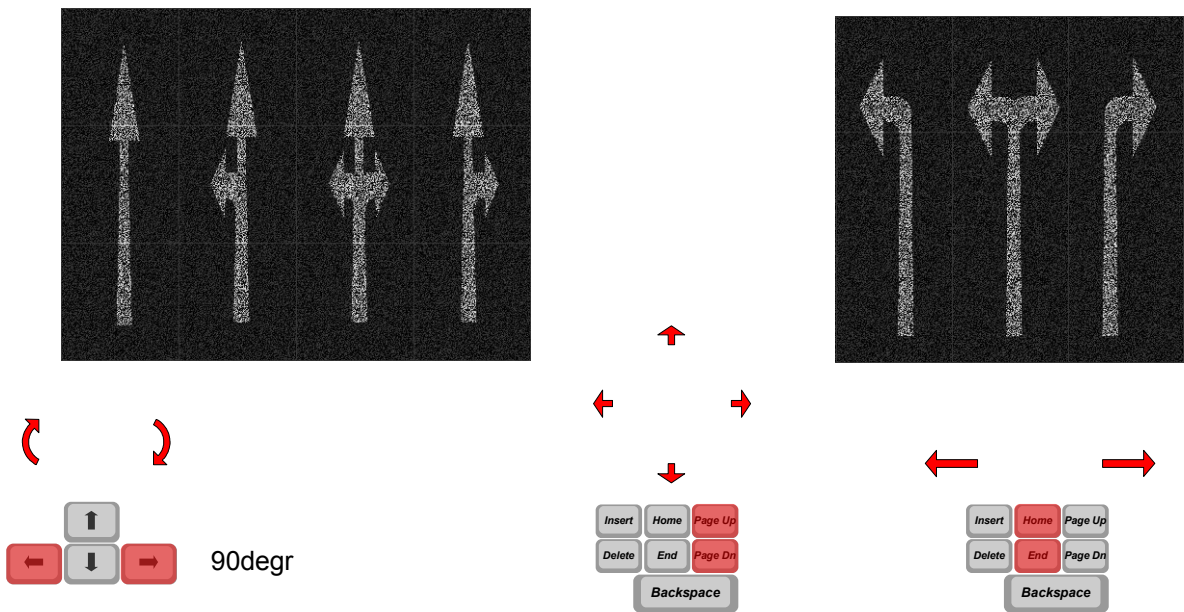 Insert Home Page Up
Delete End Page Dn
Backspace
Insert Home Page Up
Delete End Page Dn
Backspace
90degr